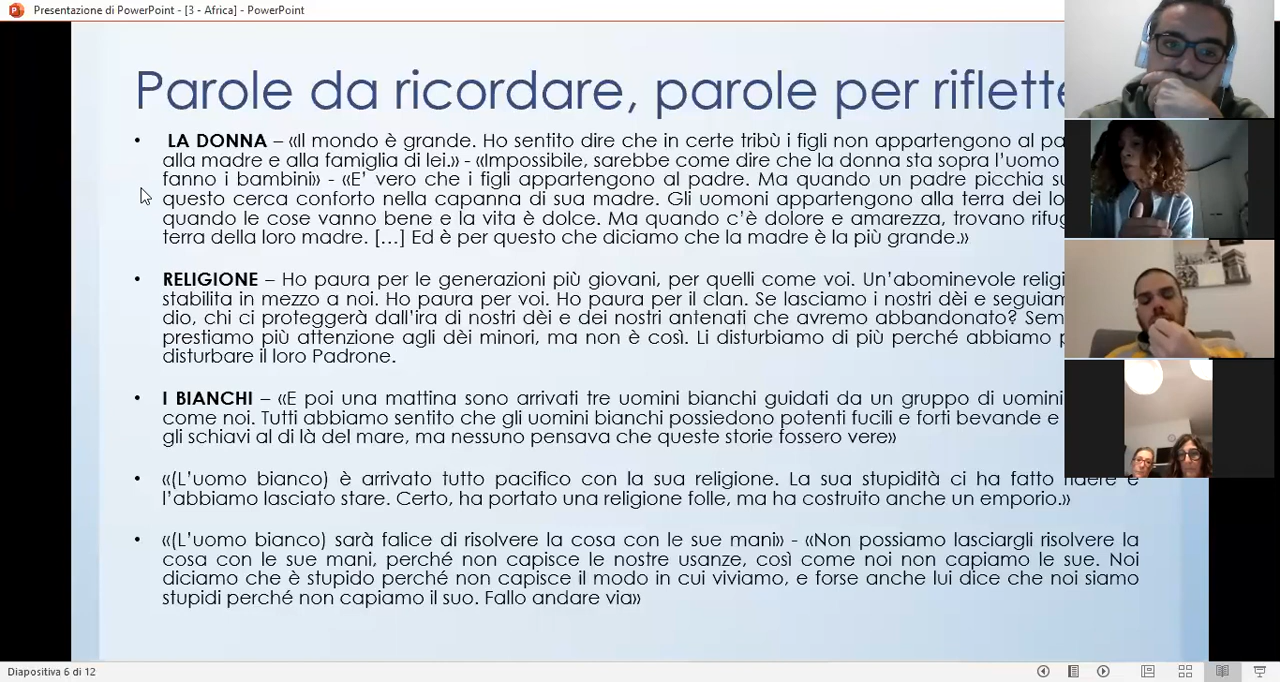 Presentazione di PowerPoint - [3 - Africa] - PowerPoint
Parole da ricordare, parole per
• LA DONNA – «Il mondo è grande. Ho sentito dire che in certe tribù i figli non appartengono al
alla madre e alla famiglia di lei.» - «Impossibile, sarebbe come dire che la donna sta sopra l’uomo
fanno i bambini» - «E’ vero che i figli appartengono al padre. Ma quando un padre picchia
questo cerca conforto nella capanna di sua madre. Gli uomoni appartengono alla terra dei
quando le cose vanno bene e la vita è dolce. Ma quando c’è dolore e amarezza, trovano
terra della loro madre. […] Ed è per questo che diciamo che la madre è la più grande.»
• RELIGIONE – Ho paura per le generazioni più giovani, per quelli come voi. Un’abominevole
stabilita in mezzo a noi. Ho paura per voi. Ho paura per il clan. Se lasciamo i nostri dèi e
dio, chi ci proteggerà dall’ira di nostri dèi e dei nostri antenati che avremo abbandonato?
prestiamo più attenzione agli dèi minori, ma non è così. Li disturbiamo di più perché abbiamo
disturbare il loro Padrone.
• I BIANCHI – «E poi una mattina sono arrivati tre uomini bianchi guidati da un gruppo di uomini
come noi. Tutti abbiamo sentito che gli uomini bianchi possiedono potenti fucili e forti bevande e
gli schiavi al di là del mare, ma nessuno pensava che queste storie fossero vere»
• «(L’uomo bianco) è arrivato tutto pacifico con la sua religione. La sua stupidità ci ha fatto ridere e
l’abbiamo lasciato stare. Certo, ha portato una religione folle, ma ha costruito anche un emporio.»
• «(L’uomo bianco) sarà falice di risolvere la cosa con le sue mani» - «Non possiamo lasciargli risolvere la
cosa con le sue mani, perché non capisce le nostre usanze, così come noi non capiamo le sue. Noi
diciamo che è stupido perché non capisce il modo in cui viviamo, e forse anche lui dice che noi siamo
stupidi perché non capiamo il suo. Fallo andare via»
Diapositiva 6 di 12